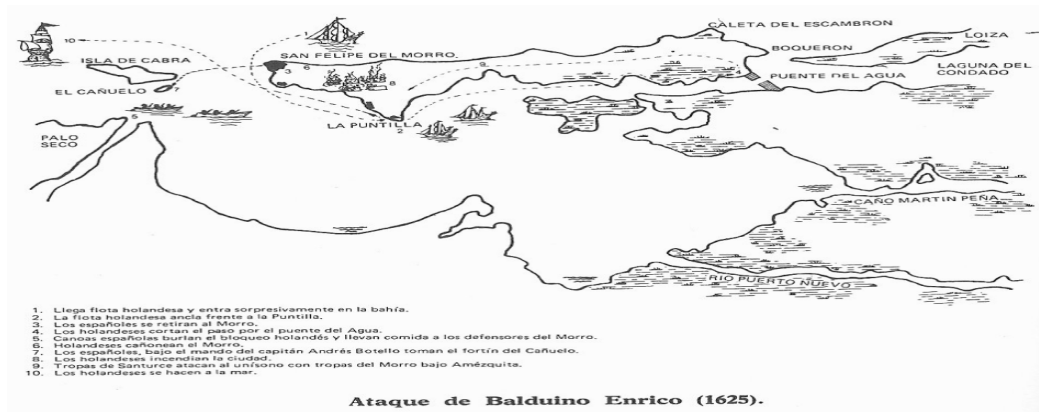 CALETA DEL ESCAMBRON
LOIZA
10
1
ISLA DE CABRA
SAN FELIPE DEL MORRO.
BOQUERON
LAGUNA DEL
CONDADO
EL CAÑUELO
7
3
6
8
9
4
PUENTE DEL AGUA
5
LA PUNTILLA
2
PALO
SECO
CAÑO MARTIN PEÑA
RIO PUERTO NUEVO
1. Llega flota holandesa y entra sorpresivamente en la bahía.
2. La flota holandesa ancla frente a la Puntilla.
3. Los españoles se retiran al Morro.
4. Los holandeses cortan el paso por el puente del Agua.
5. Canoas españolas burlan el bloqueo holandés y llevan comida a los defensores del Morro.
6. Holandeses cañonean el Morro.
7. Los españoles, bajo el mando del capitán Andrés Botello toman el fortín del Cañuelo.
8. Los holandeses incendian la ciudad.
9. Tropas de Santurce atacan al unísono con tropas del Morro bajo Amézquita.
10. Los holandeses se hacen a la mar.
Ataque de Balduino Enrico (1625).